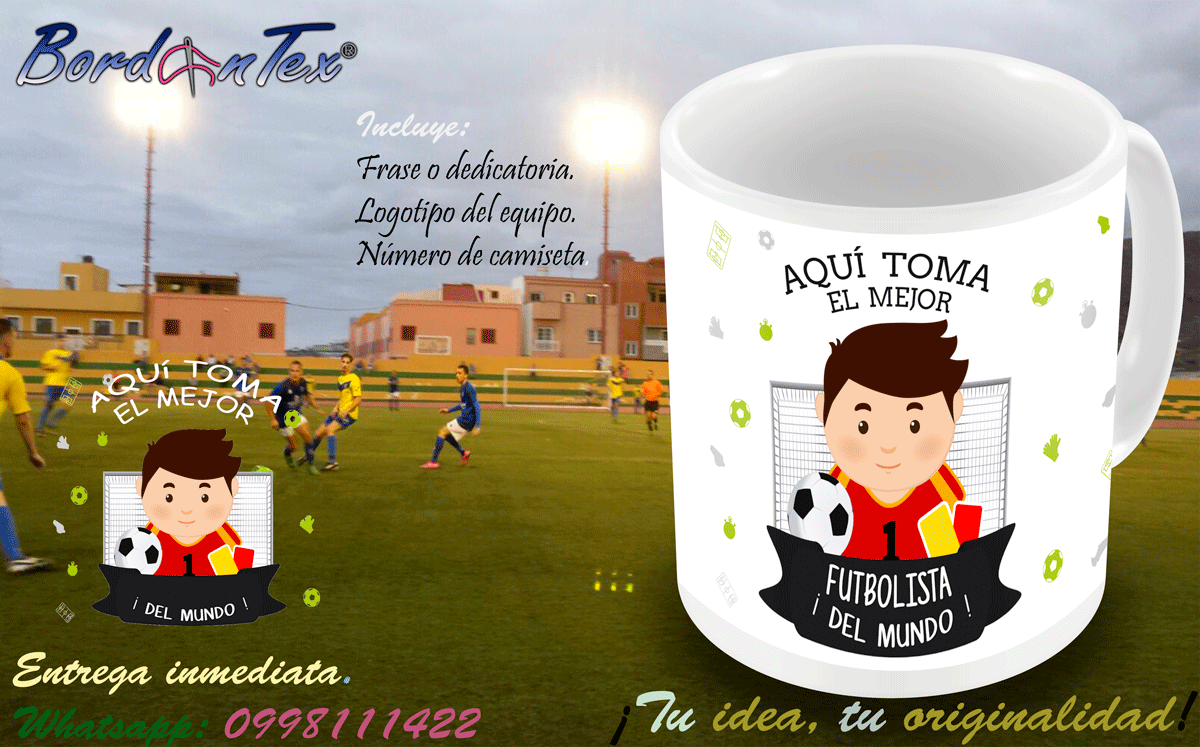 BordAnTex®
Incluye:
Frase o dedicatoria.
Logotipo del equipo.
Número de camiseta.
AQUÍ TOMA
EL MEJOR
1
¡ DEL MUNDO !
AQUÍ TOMA
EL MEJOR
1
FUTBOLISTA
¡ DEL MUNDO !
Entrega inmediata.
Whatsapp: 0998111422
¡Tu idea, tu originalidad!